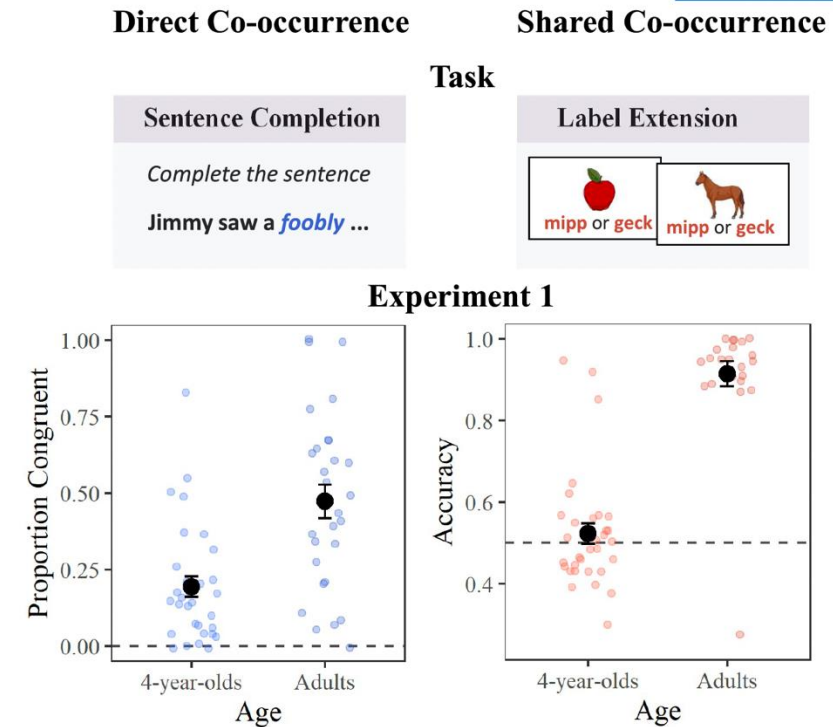 Direct Co-occurrence
Shared Co-occurrence
Task
Sentence Completion
Complete the sentence
Jimmy saw a foobly ...
Label Extension
mipp or geck
mipp or geck
Experiment 1
Proportion Congruent
1.00
0.75
0.50
0.25
0.00
4-year-olds
Adults
Age
Accuracy
1.0
0.8
0.6
0.4
4-year-olds
Adults
Age